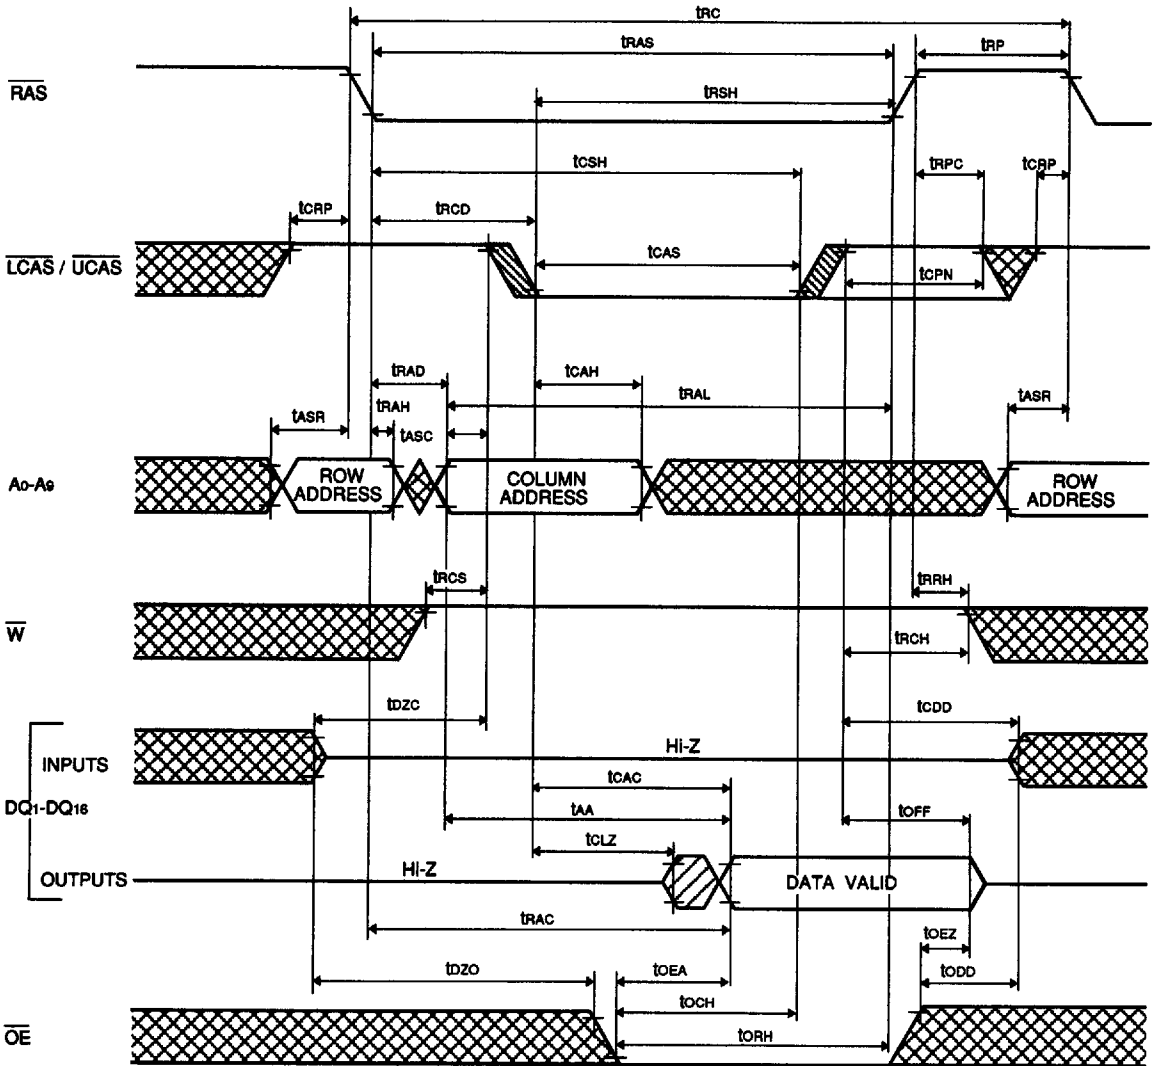 tRC
tRAS
tRP
RAS
tRSH
tCSH
tRPC
tCRP
tCRP
tRCD
LCAS / UCAS
tCAS
tCPN
tRAD
tCAH
tRAL
tASR
tRAH
tASC
tASR
A0-A9
ROW ADDRESS
COLUMN ADDRESS
ROW ADDRESS
tRCS
tRRH
W
tRCH
tDZC
tCDD
INPUTS
Hi-Z
DQ1-DQ16
tCAC
tAA
tOFF
tCLZ
OUTPUTS
Hi-Z
DATA VALID
tRAC
tOEZ
tDZO
tOEA
tODD
tOCH
OE
tORH